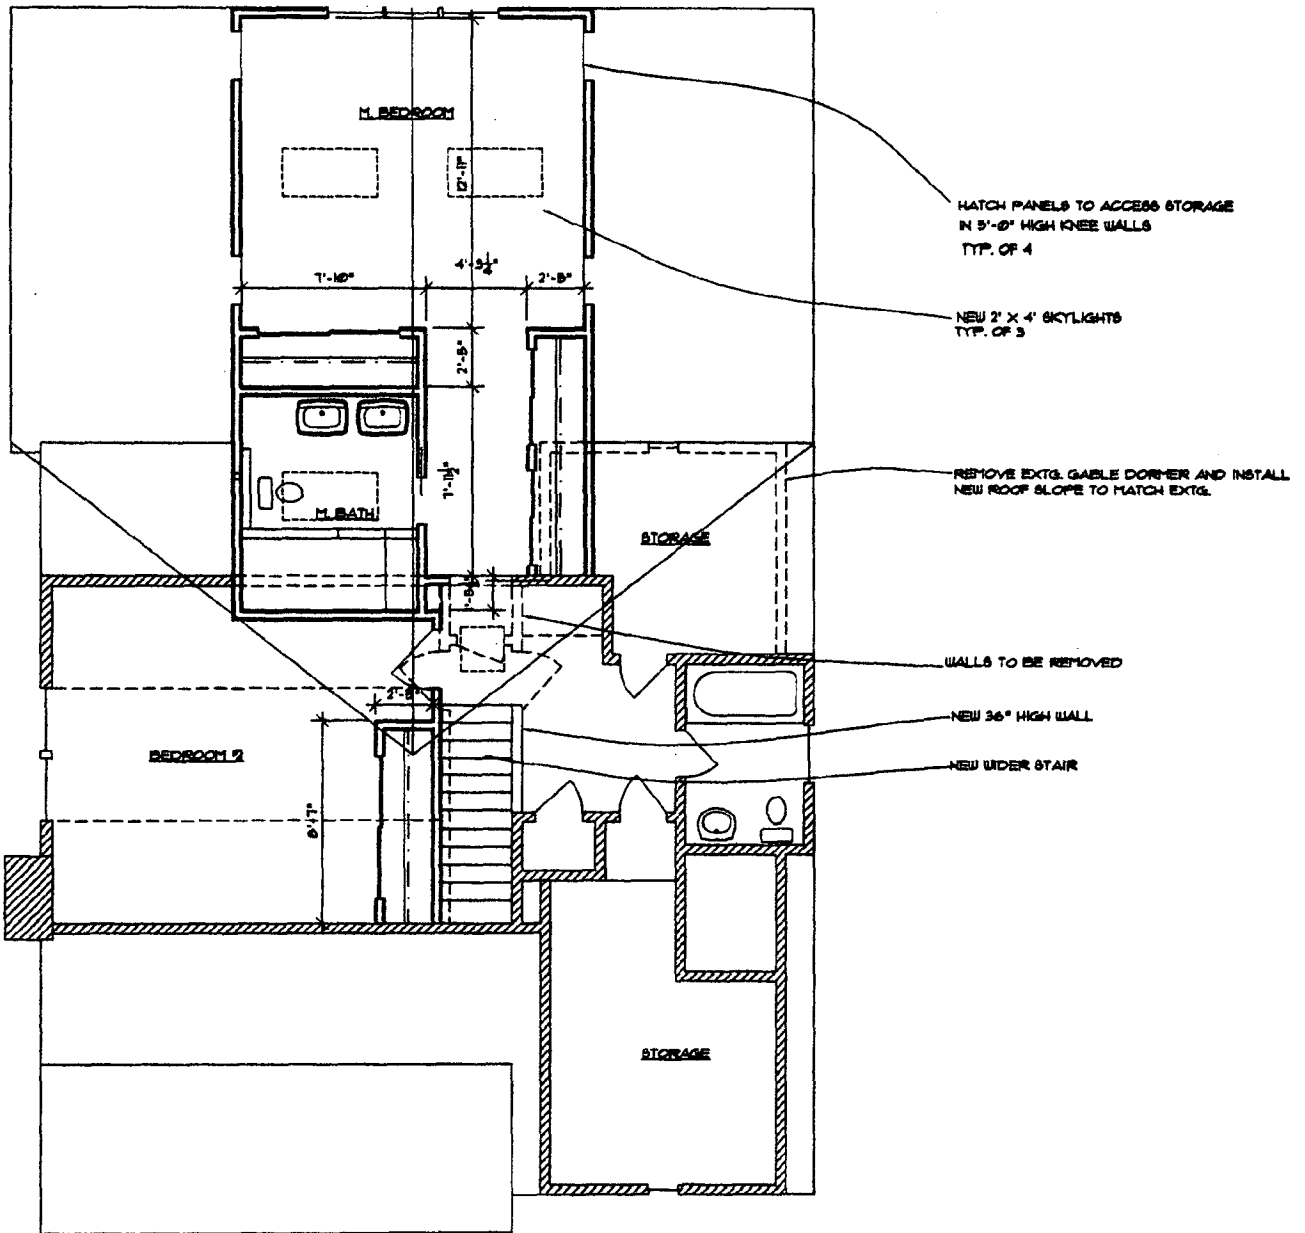 M. BEDROOM
12'-11"
HATCH PANELS TO ACCESS STORAGE
IN 5'-0" HIGH KNEE WALLS
TYP. OF 4
7'-10"
4'-3 1/4"
2'-8"
NEW 2' X 4' SKYLIGHTS
TYP. OF 3
2'-8"
7'-11 1/2"
REMOVE EXTG. GABLE DORMER AND INSTALL
NEW ROOF SLOPE TO MATCH EXTG.
M. BATH
STORAGE
WALLS TO BE REMOVED
2'-8"
NEW 36" HIGH WALL
BEDROOM 2
NEW WIDER STAIR
8'-7"
STORAGE